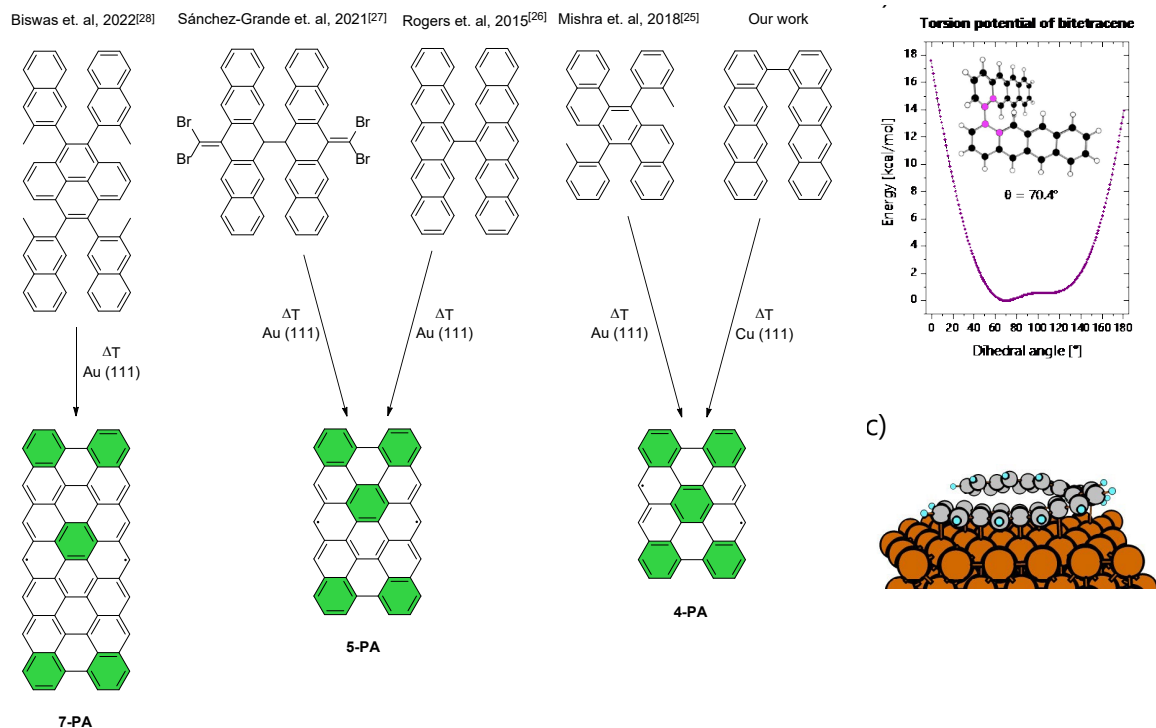 Biswas et. al, 2022[28]
Sánchez-Grande et. al, 2021[27]
Rogers et. al, 2015[26]
Mishra et. al, 2018[25]
Our work
Br
Br
Br
Br
ΔT
Au (111)
ΔT
Au (111)
ΔT
Au (111)
ΔT
Au (111)
ΔT
Cu (111)
7-PA
5-PA
4-PA
Torsion potential of bitetracene
Energy [kcal/mol]
18
16
14
12
10
8
6
4
2
0
θ = 70.4°
0 20 40 60 80 100 120 140 160 180
Dihedral angle [°]
c)